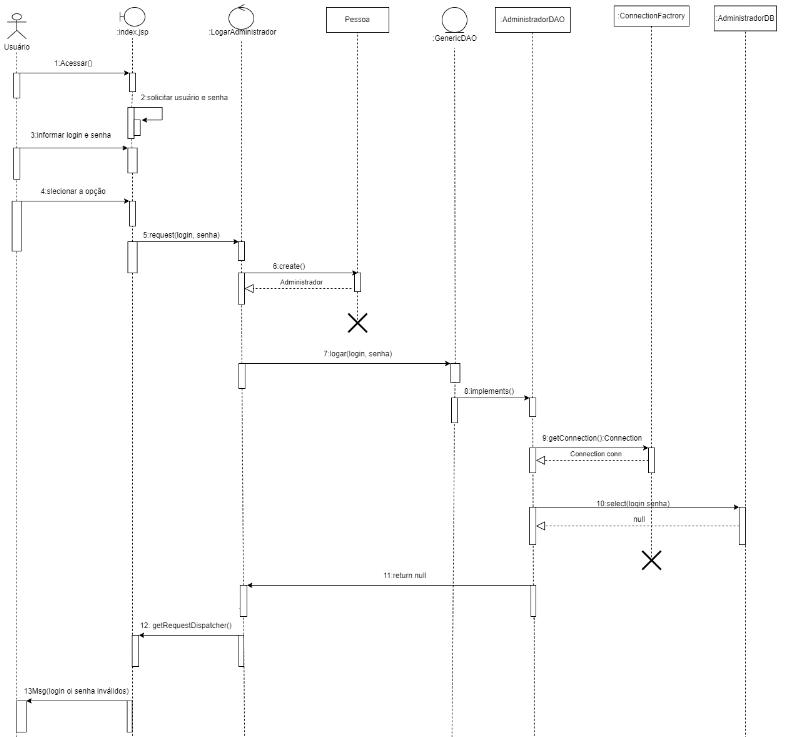 Usuário
:index.jsp
:LogarAdministrador
Pessoa
:GenericDAO
:AdministradorDAO
:ConnectionFactrory
:AdministradorDB
1:Acessar()
2:solicitar usuário e senha
3:informar login e senha
4:slecionar a opção
5:request(login, senha)
6:create()
Administrador
7:logar(login, senha)
8:implements()
9:getConnection():Connection
Connection conn
10:select(login senha)
null
11:return null
12: getRequestDispatcher()
13Msg(login oi senha inválidos)